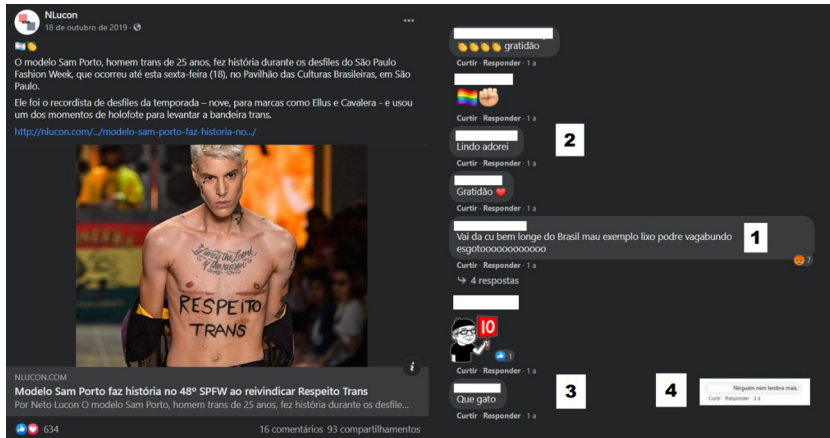 NLucon
18 de outubro de 2019 ·
O modelo Sam Porto, homem trans de 25 anos, fez história durante os desfiles do São Paulo
Fashion Week, que ocorreu até esta sexta-feira (18), no Pavilhão das Culturas Brasileiras, em São
Paulo.
Ele foi o recordista de desfiles da temporada – nove, para marcas como Ellus e Cavalera - e usou
um dos momentos de holofote para levantar a bandeira trans.
http://nlucon.com/.../modelo-sam-porto-faz-historia-no.../
RESPEITO
TRANS
NLUCON.COM
Modelo Sam Porto faz história no 48º SPFW ao reivindicar Respeito Trans
Por Neto Lucon O modelo Sam Porto, homem trans de 25 anos, fez história durante os desfile...
634
16 comentários 93 compartilhamentos
gratidão
Curtir · Responder · 1 a
Curtir · Responder · 1 a
Lindo adorei
2
Curtir · Responder · 1 a
Gratidão
Curtir · Responder · 1 a
Vai da cu bem longe do Brasil mau exemplo lixo podre vagabundo
esgotooooooooooooo
1
7
Curtir · Responder · 1 a
4 respostas
10
1
Curtir · Responder · 1 a
Que gato
3
Curtir · Responder · 1 a
4
Ninguém nem lembra mais
Curtir · Responder · 3 d